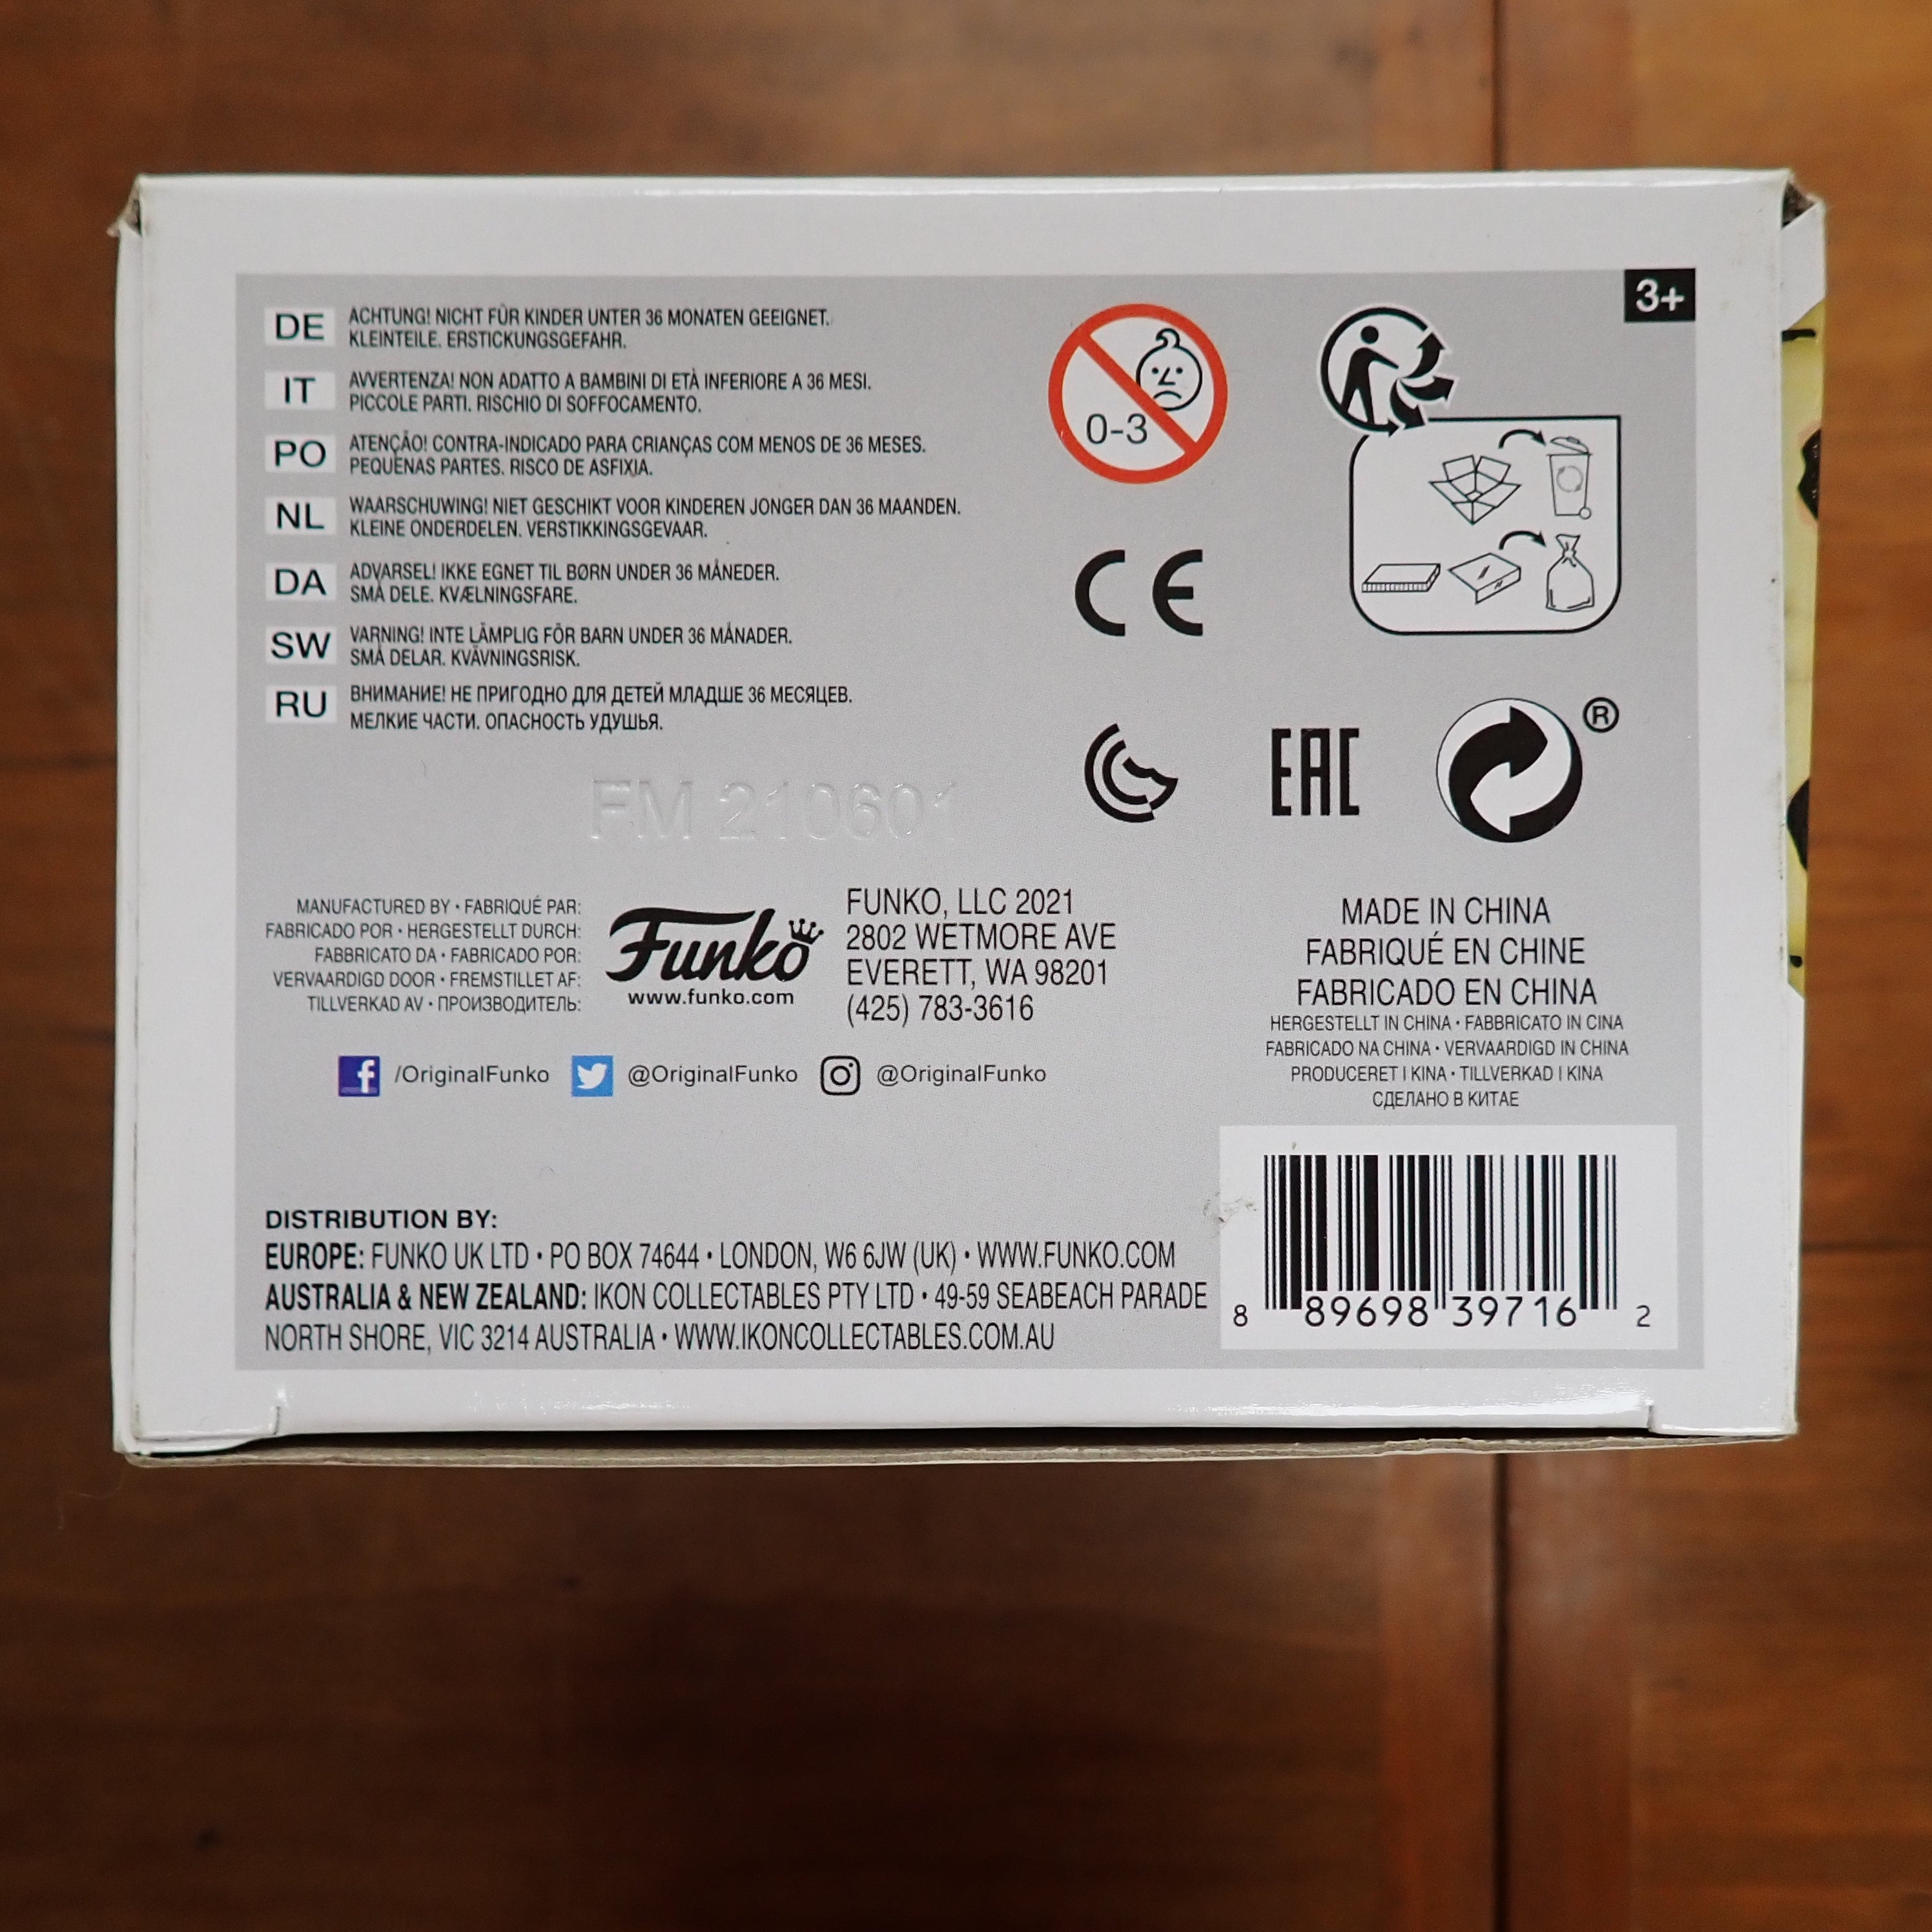 3+
DE
ACHTUNG! NICHT FÜR KINDER UNTER 36 MONATEN GEEIGNET.
KLEINTEILE. ERSTICKUNGSGEFAHR.
IT
AVVERTENZA! NON ADATTO A BAMBINI DI ETÀ INFERIORE A 36 MESI.
PICCOLE PARTI. RISCHIO DI SOFFOCAMENTO.
PO
ATENÇÃO! CONTRA-INDICADO PARA CRIANÇAS COM MENOS DE 36 MESES.
PEQUENAS PARTES. RISCO DE ASFIXIA.
NL
WAARSCHUWING! NIET GESCHIKT VOOR KINDEREN JONGER DAN 36 MAANDEN.
KLEINE ONDERDELEN. VERSTIKKINGSGEVAAR.
DA
ADVARSEL! IKKE EGNET TIL BØRN UNDER 36 MÅNEDER.
SMÅ DELE. KVÆLNINGSFARE.
SW
VARNING! INTE LÄMPLIG FÖR BARN UNDER 36 MÅNADER.
SMÅ DELAR. KVÄVNINGSRISK.
RU
ВНИМАНИЕ! НЕ ПРИГОДНО ДЛЯ ДЕТЕЙ МЛАДШЕ 36 МЕСЯЦЕВ.
МЕЛКИЕ ЧАСТИ. ОПАСНОСТЬ УДУШЬЯ.
0-3
CE
EAC
®
FM 210601
MANUFACTURED BY • FABRIQUÉ PAR:
FABRICADO POR • HERGESTELLT DURCH:
FABBRICATO DA • FABRICADO POR:
VERVAARDIGD DOOR • FREMSTILLET AF:
TILLVERKAD AV • ПРОИЗВОДИТЕЛЬ:
Funko
www.funko.com
FUNKO, LLC 2021
2802 WETMORE AVE
EVERETT, WA 98201
(425) 783-3616
/OriginalFunko @OriginalFunko @OriginalFunko
MADE IN CHINA
FABRIQUÉ EN CHINE
FABRICADO EN CHINA
HERGESTELLT IN CHINA • FABBRICATO IN CINA
FABRICADO NA CHINA • VERVAARDIGD IN CHINA
PRODUCERET I KINA • TILLVERKAD I KINA
СДЕЛАНО В КИТАЕ
DISTRIBUTION BY:
EUROPE: FUNKO UK LTD • PO BOX 74644 • LONDON, W6 6JW (UK) • WWW.FUNKO.COM
AUSTRALIA & NEW ZEALAND: IKON COLLECTABLES PTY LTD • 49-59 SEABEACH PARADE
NORTH SHORE, VIC 3214 AUSTRALIA • WWW.IKONCOLLECTABLES.COM.AU
8 89698 39716 2